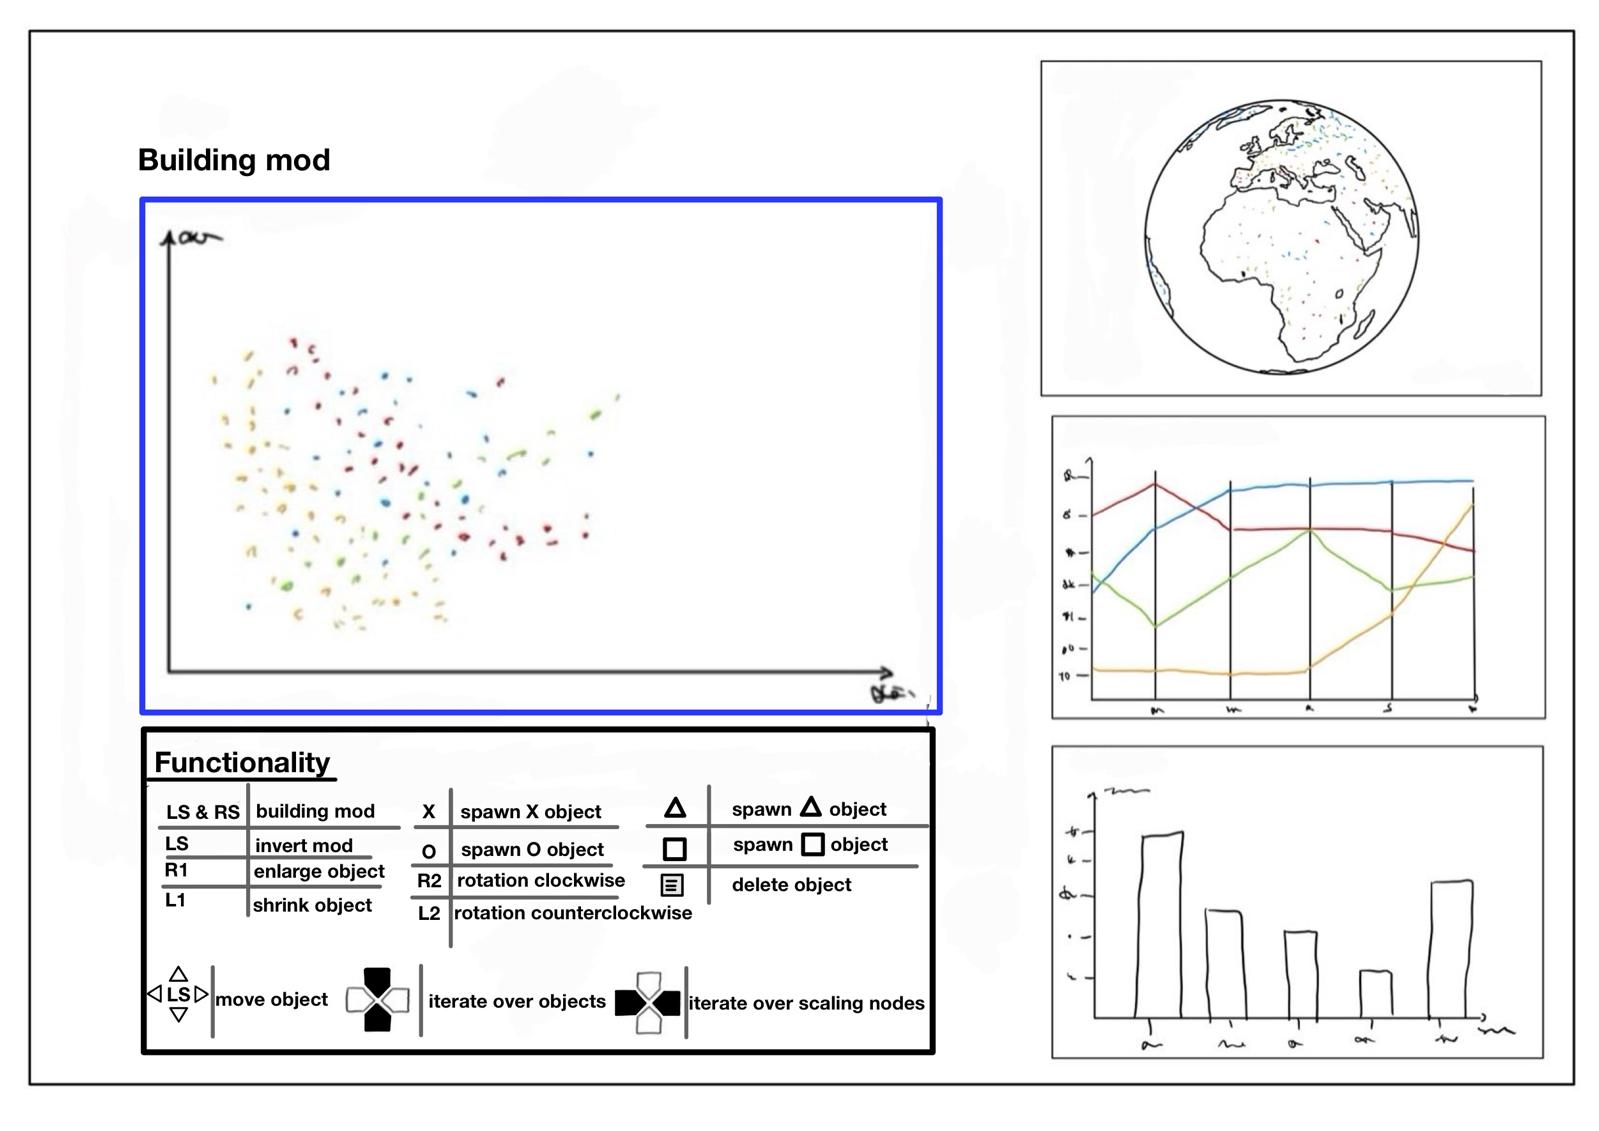 Building mod
Functionality
LS & RS building mod
LS invert mod
R1 enlarge object
L1 shrink object
X spawn X object
O spawn O object
R2 rotation clockwise
L2 rotation counterclockwise
△ spawn △ object
□ spawn □ object
delete object
LS move object
iterate over objects
iterate over scaling nodes